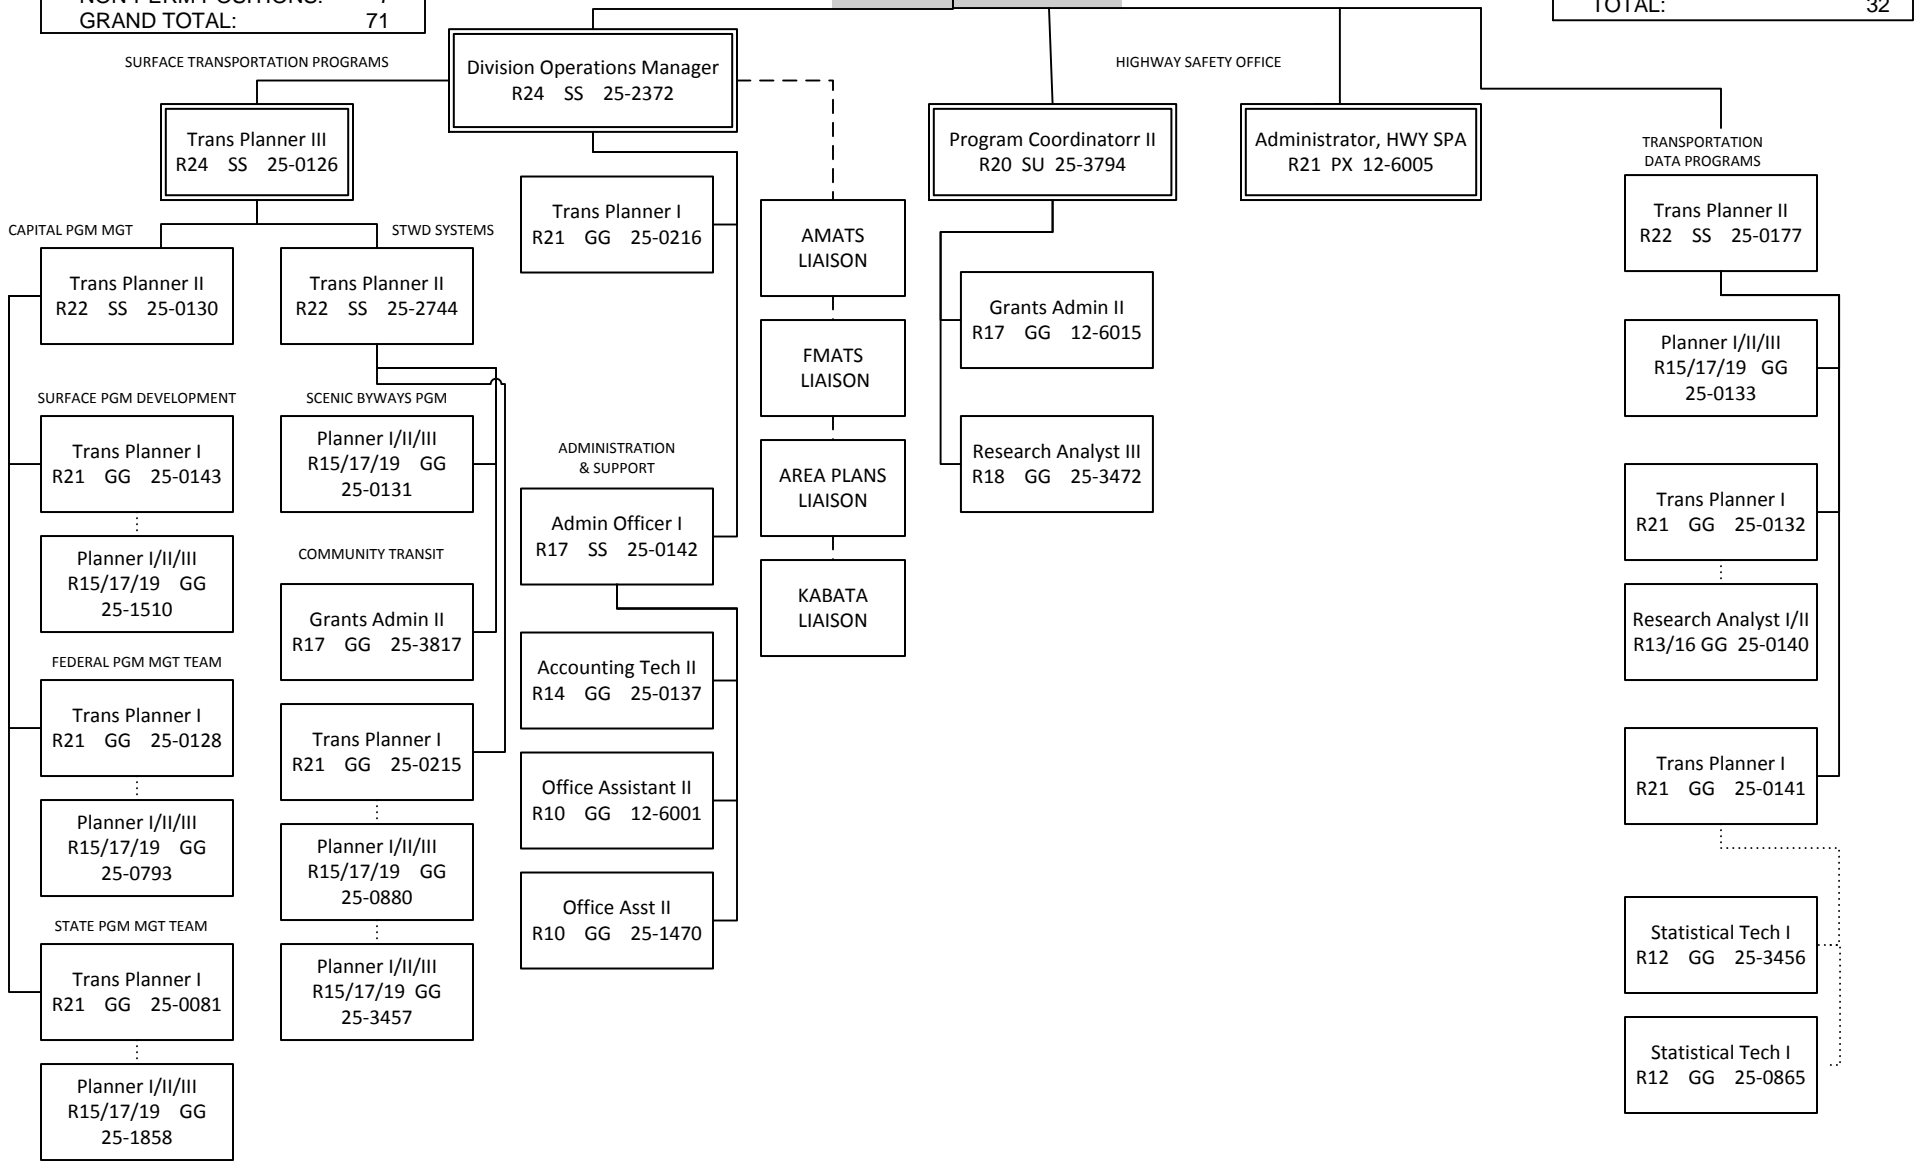 GRAND TOTAL: 71
TOTAL: 32
SURFACE TRANSPORTATION PROGRAMS
Division Operations Manager
R24 SS 25-2372
HIGHWAY SAFETY OFFICE
Trans Planner III
R24 SS 25-0126
Program Coordinatorr II
R20 SU 25-3794
Administrator, HWY SPA
R21 PX 12-6005
TRANSPORTATION
DATA PROGRAMS
Trans Planner II
R22 SS 25-0177
CAPITAL PGM MGT
STWD SYSTEMS
Trans Planner II
R22 SS 25-0130
Trans Planner II
R22 SS 25-2744
Trans Planner I
R21 GG 25-0216
AMATS
LIAISON
FMATS
LIAISON
AREA PLANS
LIAISON
KABATA
LIAISON
Grants Admin II
R17 GG 12-6015
Research Analyst III
R18 GG 25-3472
SURFACE PGM DEVELOPMENT
Trans Planner I
R21 GG 25-0143
Planner I/II/III
R15/17/19 GG
25-1510
FEDERAL PGM MGT TEAM
Trans Planner I
R21 GG 25-0128
Planner I/II/III
R15/17/19 GG
25-0793
STATE PGM MGT TEAM
Trans Planner I
R21 GG 25-0081
Planner I/II/III
R15/17/19 GG
25-1858
SCENIC BYWAYS PGM
Planner I/II/III
R15/17/19 GG
25-0131
COMMUNITY TRANSIT
Grants Admin II
R17 GG 25-3817
Trans Planner I
R21 GG 25-0215
Planner I/II/III
R15/17/19 GG
25-0880
Planner I/II/III
R15/17/19 GG
25-3457
ADMINISTRATION
& SUPPORT
Admin Officer I
R17 SS 25-0142
Accounting Tech II
R14 GG 25-0137
Office Assistant II
R10 GG 12-6001
Office Asst II
R10 GG 25-1470
Planner I/II/III
R15/17/19 GG
25-0133
Trans Planner I
R21 GG 25-0132
Research Analyst I/II
R13/16 GG 25-0140
Trans Planner I
R21 GG 25-0141
Statistical Tech I
R12 GG 25-3456
Statistical Tech I
R12 GG 25-0865